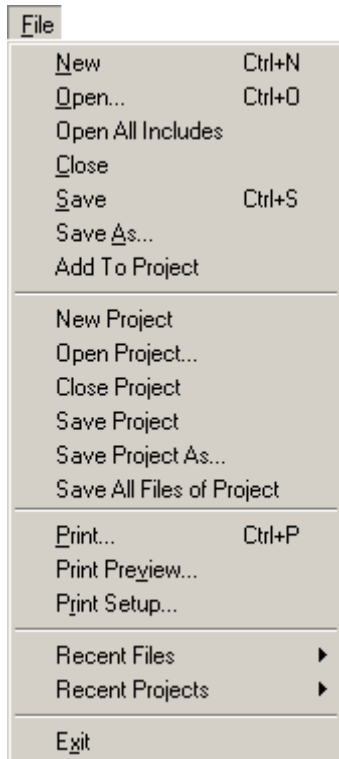 File
New Ctrl+N
Open... Ctrl+O
Open All Includes
Close
Save Ctrl+S
Save As...
Add To Project
New Project
Open Project...
Close Project
Save Project
Save Project As...
Save All Files of Project
Print... Ctrl+P
Print Preview...
Print Setup...
Recent Files
Recent Projects
Exit